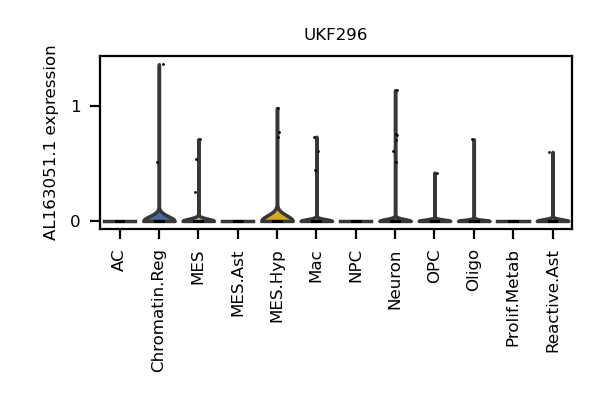 UKF296
AL163051.1 expression
1
0
AC
Chromatin.Reg
MES
MES.Ast
MES.Hyp
Mac
NPC
Neuron
OPC
Oligo
Prolif.Metab
Reactive.Ast